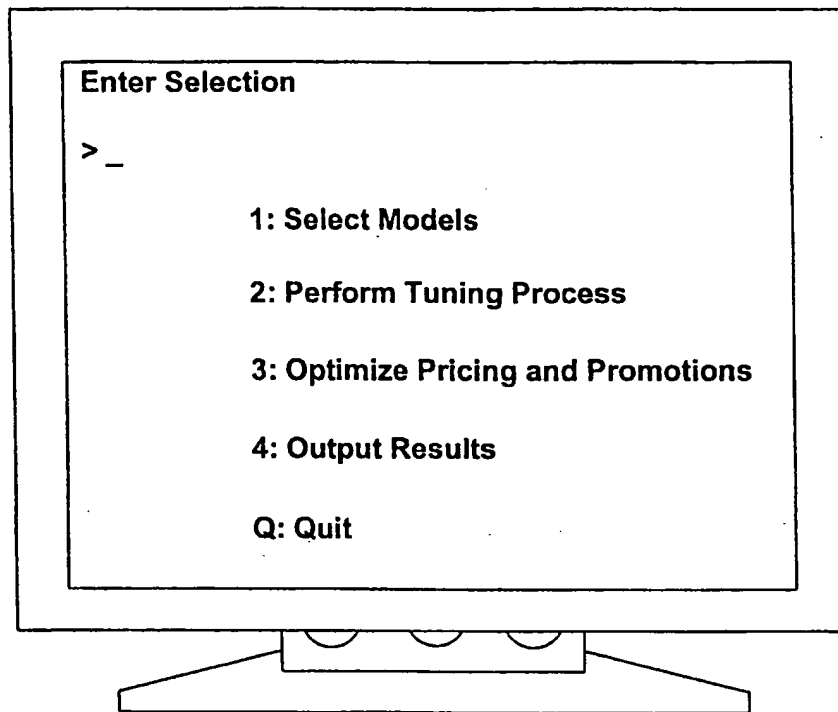 Enter Selection
> _
1: Select Models
2: Perform Tuning Process
3: Optimize Pricing and Promotions
4: Output Results
Q: Quit